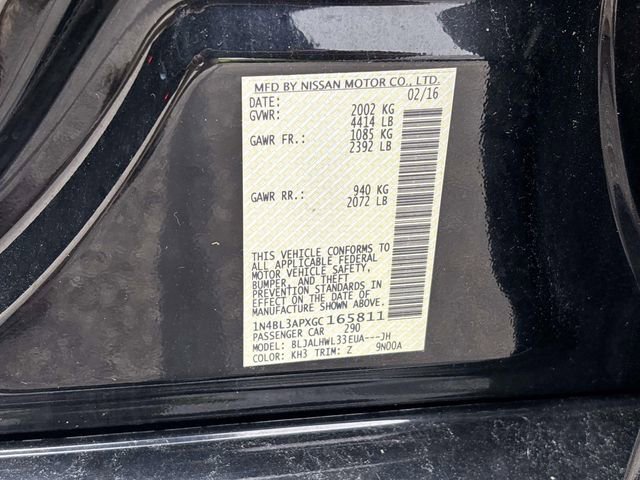 MFD BY NISSAN MOTOR CO., LTD.
DATE: 02/16
GVWR: 2002 KG
4414 LB
GAWR FR.: 1085 KG
2392 LB
GAWR RR.: 940 KG
2072 LB
THIS VEHICLE CONFORMS TO
ALL APPLICABLE FEDERAL
MOTOR VEHICLE SAFETY,
BUMPER, AND THEFT
PREVENTION STANDARDS IN
EFFECT ON THE DATE OF
MANUFACTURE SHOWN ABOVE.
1N4BL3APXGC165811
PASSENGER CAR 290
MODEL: BLJALHWL33EUA---JH
COLOR: KH3 TRIM: Z 9N00A